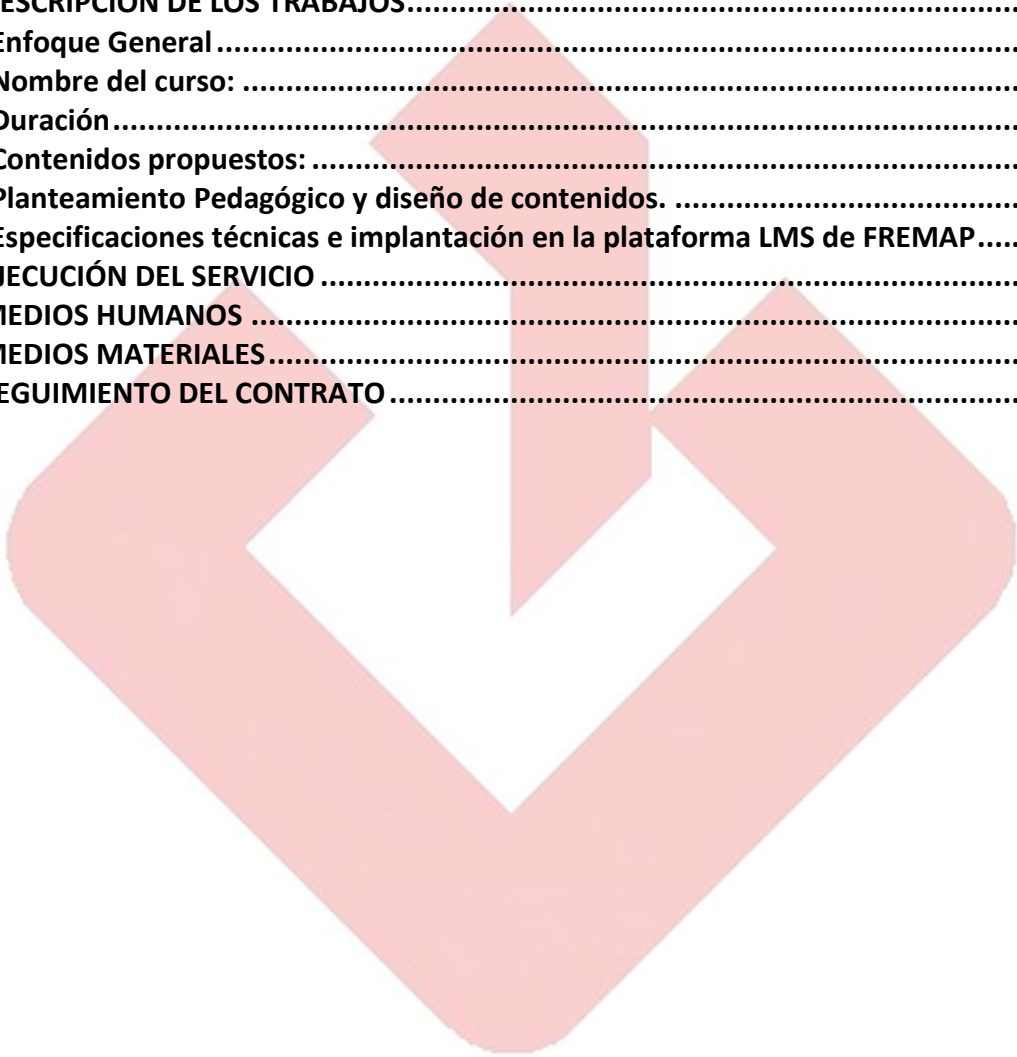 ESCRIPCIÓN DE LOS TRABAJOS....................................................................
Enfoque General ....................................................................
Nombre del curso: ....................................................................
Duración....................................................................
Contenidos propuestos: ....................................................................
Planteamiento Pedagógico y diseño de contenidos. ....................................................................
Especificaciones técnicas e implantación en la plataforma LMS de FREMAP.....
JECUCIÓN DEL SERVICIO ....................................................................
MEDIOS HUMANOS ....................................................................
MEDIOS MATERIALES....................................................................
EGUIMIENTO DEL CONTRATO ....................................................................